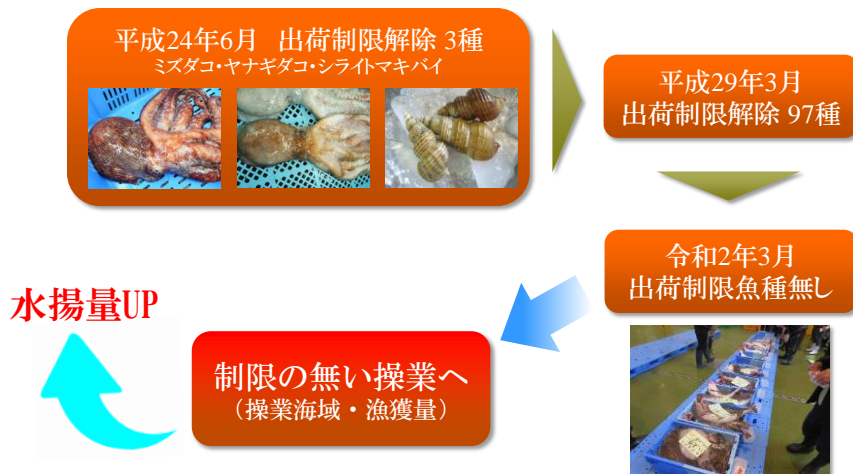 平成24年6月 出荷制限解除 3種
ミズダコ・ヤナギダコ・シライトマキバイ
平成29年3月
出荷制限解除 97種
令和2年3月
出荷制限魚種無し
制限の無い操業へ
（操業海域・漁獲量）
水揚量UP